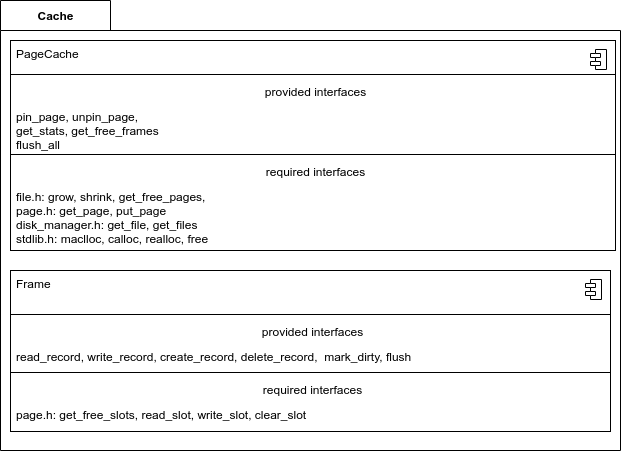 Cache
PageCache
provided interfaces
pin_page, unpin_page,
get_stats, get_free_frames
flush_all
required interfaces
file.h: grow, shrink, get_free_pages,
page.h: get_page, put_page
disk_manager.h: get_file, get_files
stdlib.h: maclloc, calloc, realloc, free
Frame
provided interfaces
read_record, write_record, create_record, delete_record,  mark_dirty, flush
required interfaces
page.h: get_free_slots, read_slot, write_slot, clear_slot